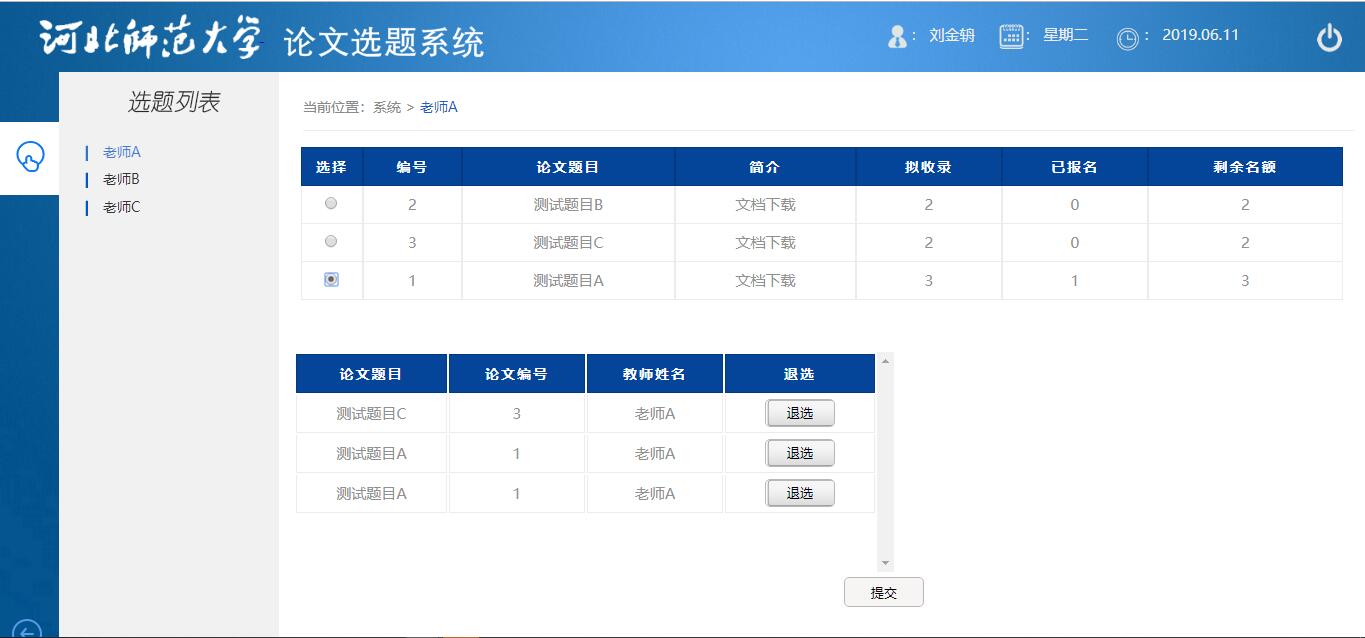 河北师范大学 论文选题系统
： 刘金钥 ： 星期二 ： 2019.06.11
选题列表
老师A
老师B
老师C
当前位置：系统 > 老师A
选择 编号 论文题目 简介 拟收录 已报名 剩余名额
2 测试题目B 文档下载 2 0 2
3 测试题目C 文档下载 2 0 2
1 测试题目A 文档下载 3 1 3
论文题目 论文编号 教师姓名 退选
测试题目C 3 老师A 退选
测试题目A 1 老师A 退选
测试题目A 1 老师A 退选
提交